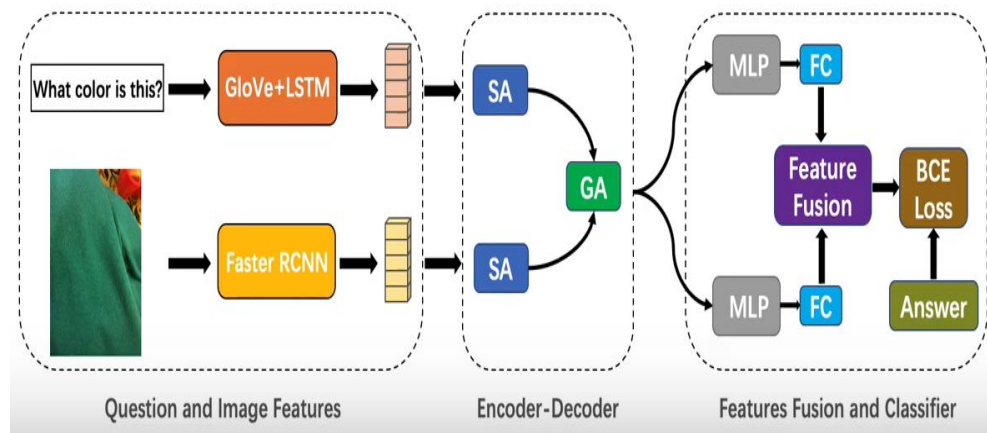 What color is this?
GloVe+LSTM
SA
MLP
FC
GA
Feature
Fusion
BCE
Loss
Faster RCNN
SA
MLP
FC
Answer
Question and Image Features
Encoder-Decoder
Features Fusion and Classifier